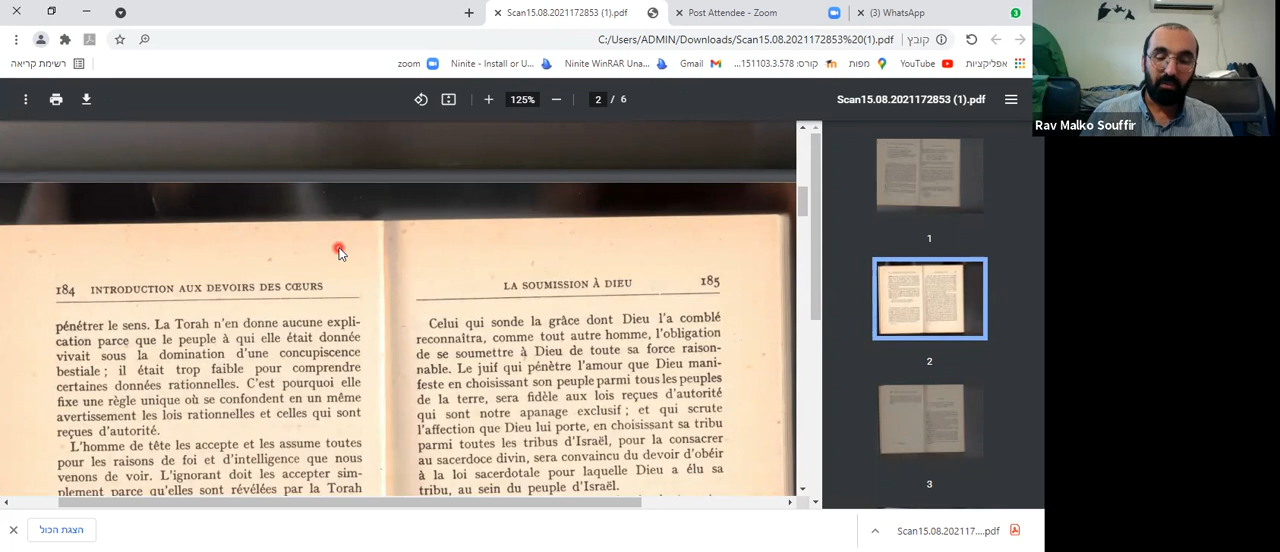 Scan15.08.2021172853 (1).pdf
Post Attendee - Zoom
(3) WhatsApp
3
C:/Users/ADMIN/Downloads/Scan15.08.2021172853%20(1).pdf
קובץ
רשימת קריאה
zoom
Ninite - Install or U...
Ninite WinRAR Una...
Gmail
קורס: 151103.3.578...
מפות
YouTube
אפליקציות
125%
2 / 6
Scan15.08.2021172853 (1).pdf
Rav Malko Souffir
184 INTRODUCTION AUX DEVOIRS DES CŒURS
pénétrer le sens. La Torah n'en donne aucune expli-
cation parce que le peuple à qui elle était donnée
vivait sous la domination d'une concupiscence
bestiale ; il était trop faible pour comprendre
certaines données rationnelles. C'est pourquoi elle
fixe une règle unique où se confondent en un même
avertissement les lois rationnelles et celles qui sont
reçues d'autorité.
L'homme de tête les accepte et les assume toutes
pour les raisons de foi et d'intelligence que nous
venons de voir. L'ignorant doit les accepter sim-
plement parce qu'elles sont révélées par la Torah
LA SOUMISSION À DIEU 185
Celui qui sonde la grâce dont Dieu l'a comblé
reconnaîtra, comme tout autre homme, l'obligation
de se soumettre à Dieu de toute sa force raison-
nable. Le juif qui pénètre l'amour que Dieu mani-
feste en choisissant son peuple parmi tous les peuples
de la terre, sera fidèle aux lois reçues d'autorité
qui sont notre apanage exclusif ; et qui scrute
l'affection que Dieu lui porte, en choisissant sa tribu
parmi toutes les tribus d'Israël, pour la consacrer
au sacerdoce divin, sera convaincu du devoir d'obéir
à la loi sacerdotale pour laquelle Dieu a élu sa
tribu, au sein du peuple d'Israël.
1
2
3
הצגת הכול
Scan15.08.202117....pdf